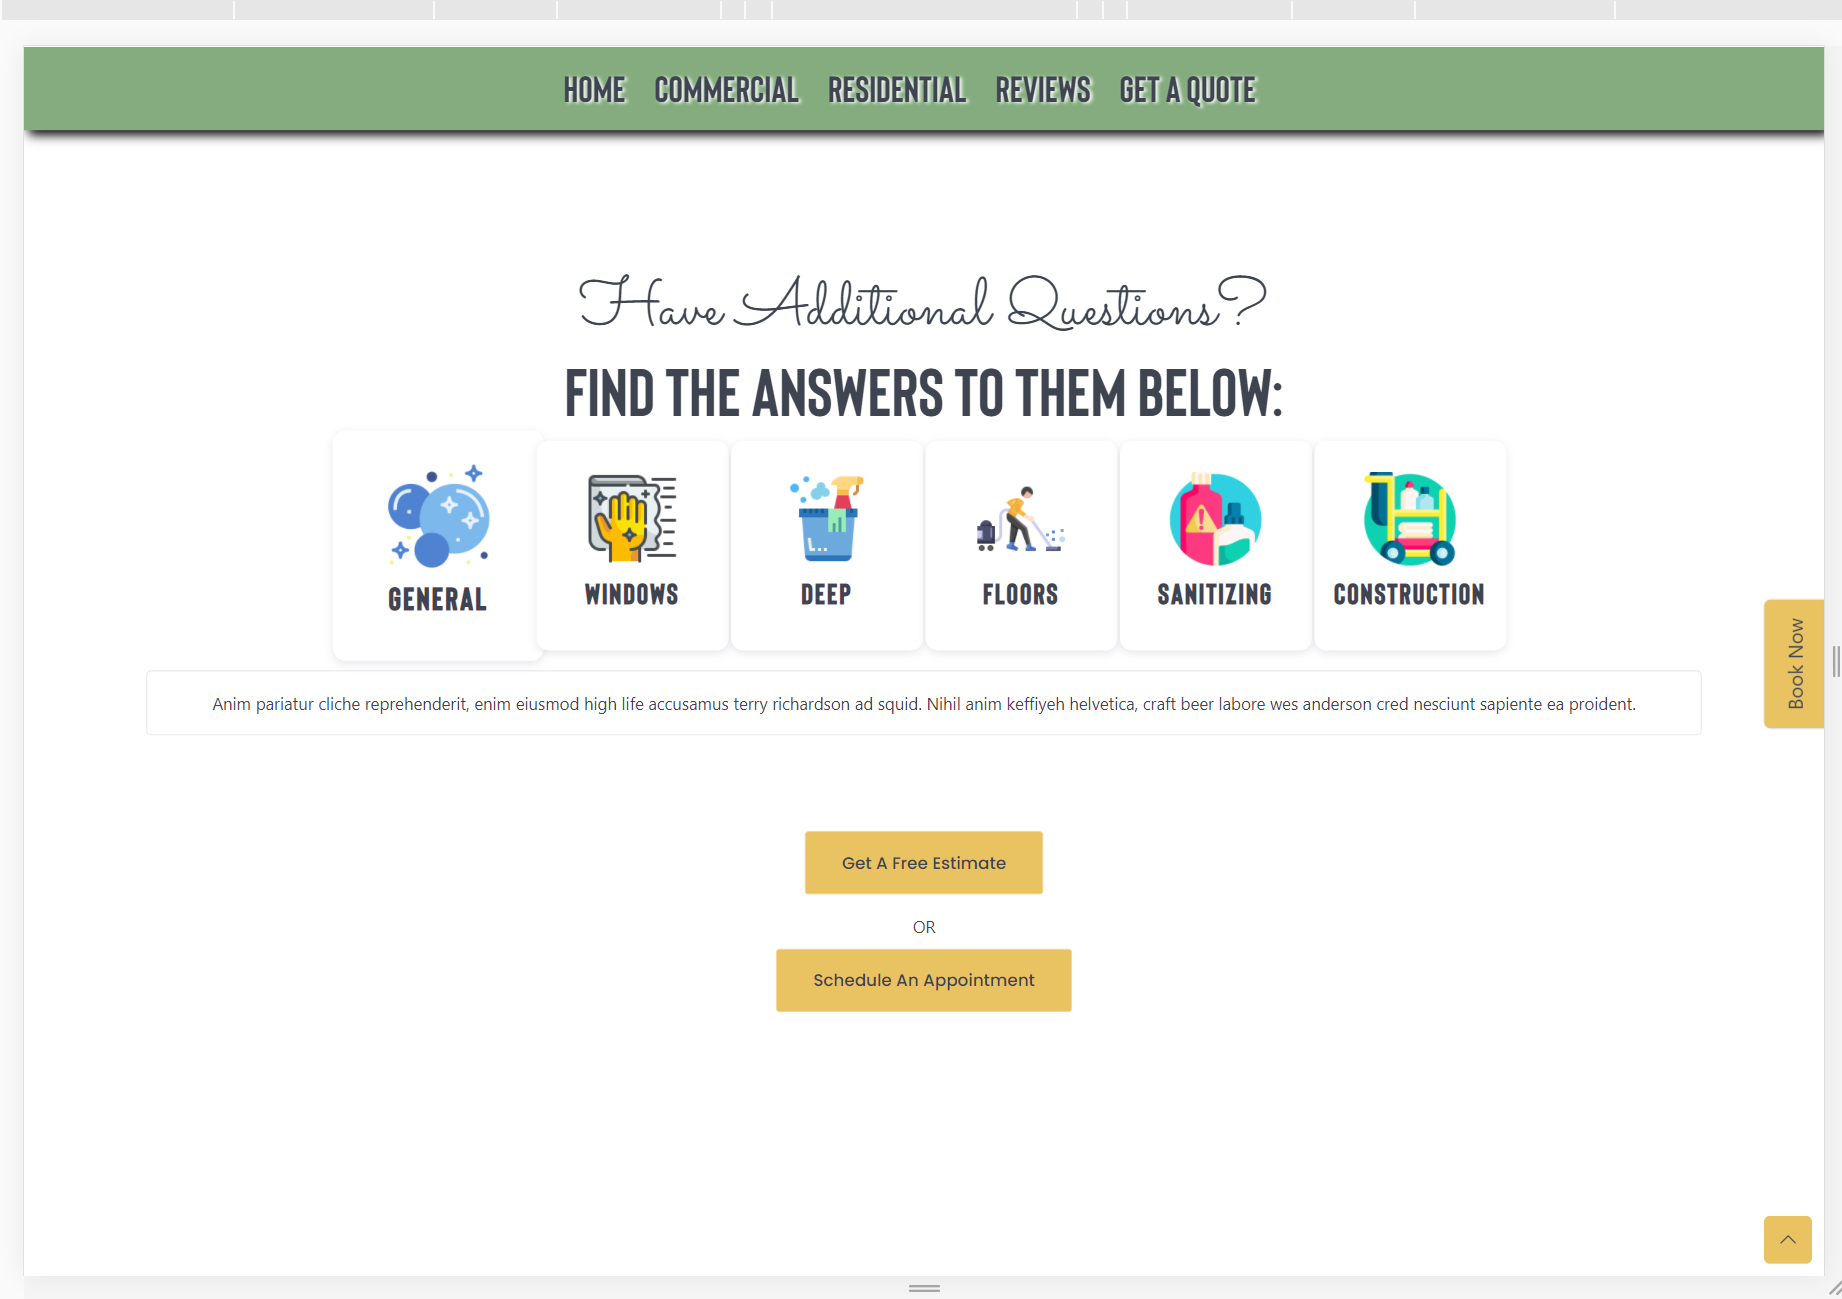 HOME COMMERCIAL RESIDENTIAL REVIEWS GET A QUOTE
Have Additional Questions?
FIND THE ANSWERS TO THEM BELOW:
GENERAL WINDOWS DEEP FLOORS SANITIZING CONSTRUCTION
Book Now
Anim pariatur cliche reprehenderit, enim eiusmod high life accusamus terry richardson ad squid. Nihil anim keffiyeh helvetica, craft beer labore wes anderson cred nesciunt sapiente ea proident.
Get A Free Estimate
OR
Schedule An Appointment